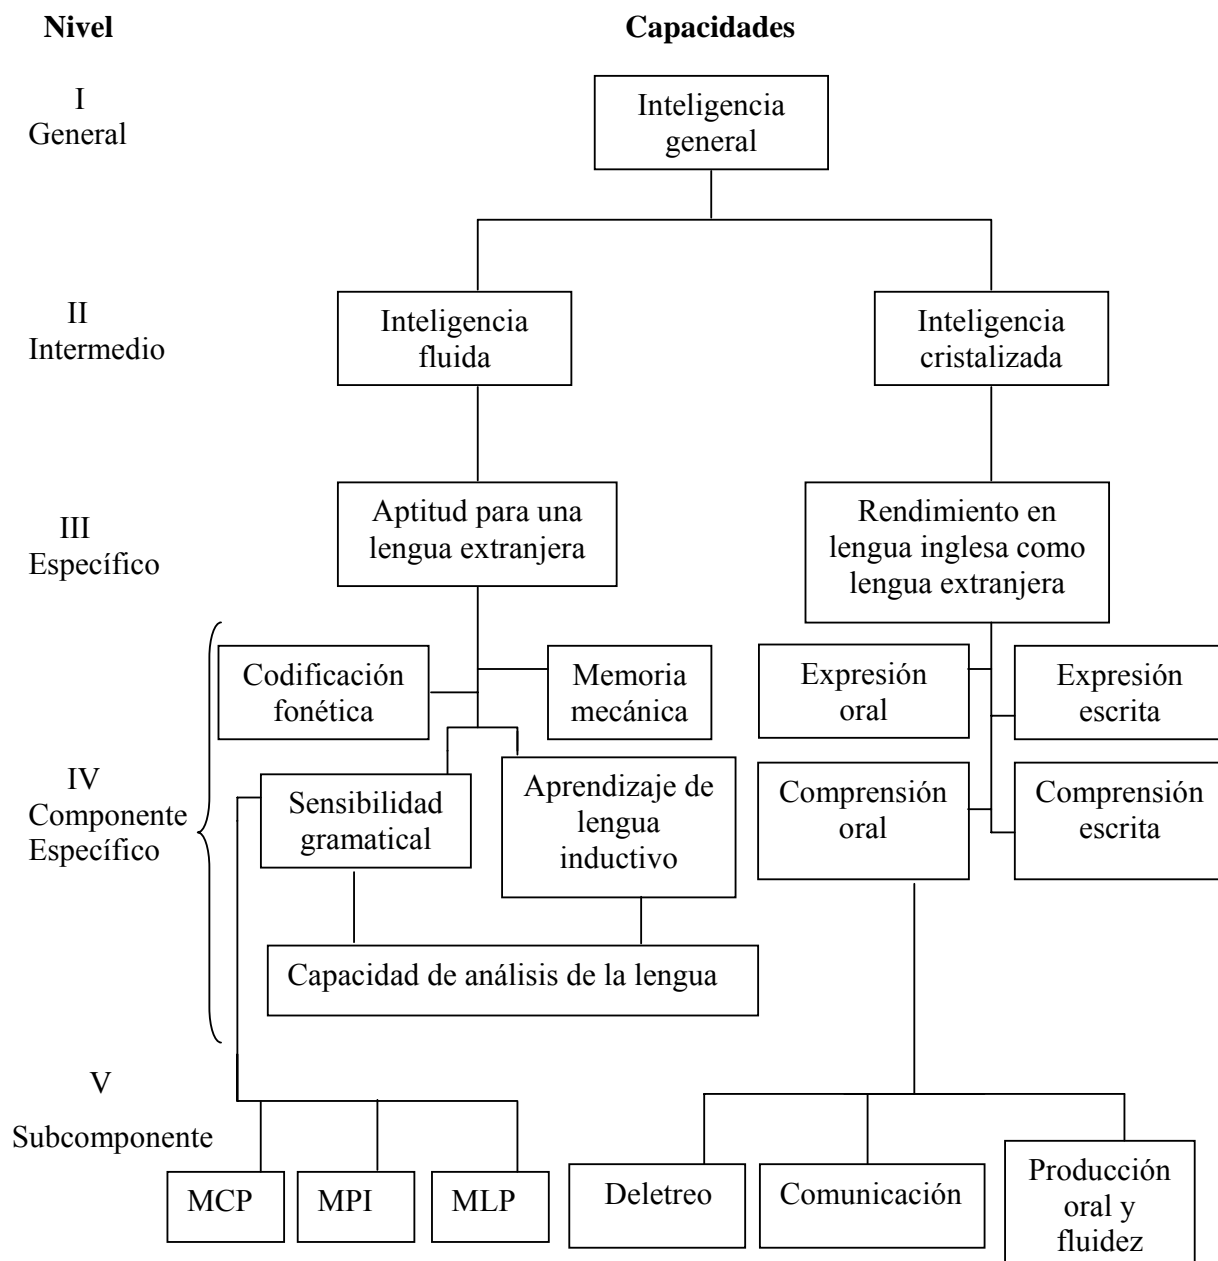 Nivel
Capacidades
I
General
Inteligencia
general
II
Intermedio
Inteligencia
fluida
Inteligencia
cristalizada
III
Específico
Aptitud para una
lengua extranjera
Rendimiento en
lengua inglesa como
lengua extranjera
IV
Componente
Específico
Codificación
fonética
Memoria
mecánica
Expresión
oral
Expresión
escrita
Sensibilidad
gramatical
Aprendizaje de
lengua
inductivo
Comprensión
oral
Comprensión
escrita
Capacidad de análisis de la lengua
V
Subcomponente
MCP
MPI
MLP
Deletreo
Comunicación
Producción
oral y
fluidez